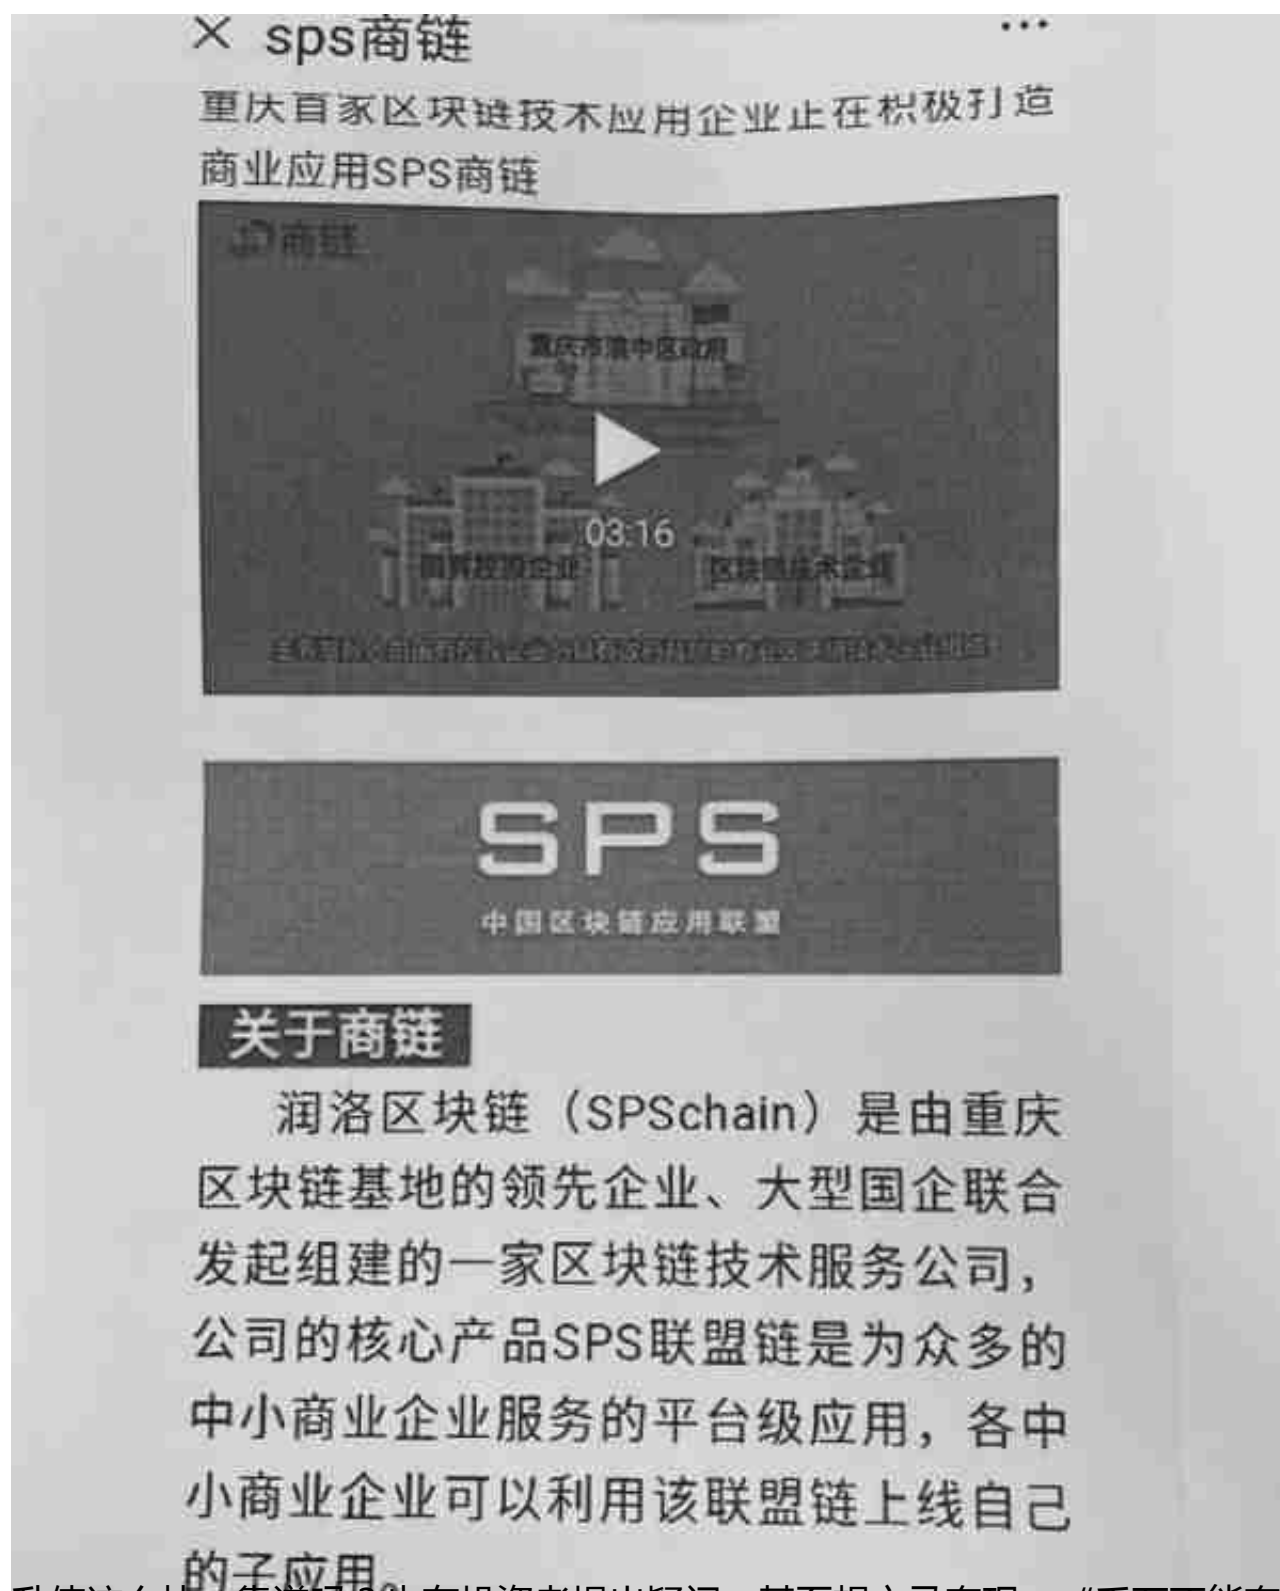 sps商链
重庆首家区块链技术应用企业正在积极打造
商业应用SPS商链
商链
重庆市渝中区政府
03:16
区块链技术企业
SPS
中国区块链应用联盟
关于商链
润洛区块链（SPSchain）是由重庆
区块链基地的领先企业、大型国企联合
发起组建的一家区块链技术服务公司，
公司的核心产品SPS联盟链是为众多的
中小商业企业服务的平台级应用，各中
小商业企业可以利用该联盟链上线自己
的子应用。